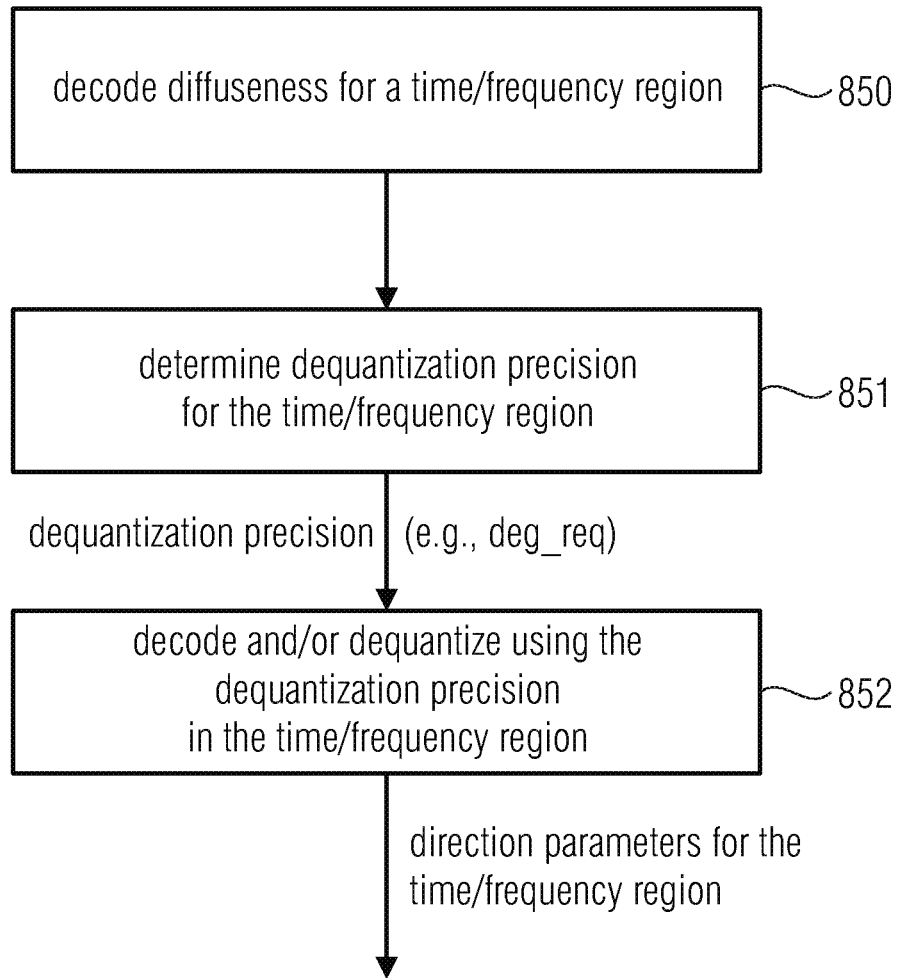 decode diffuseness for a time/frequency region
850
determine dequantization precision
for the time/frequency region
851
dequantization precision (e.g., deg_req)
decode and/or dequantize using the
dequantization precision
in the time/frequency region
852
direction parameters for the
time/frequency region